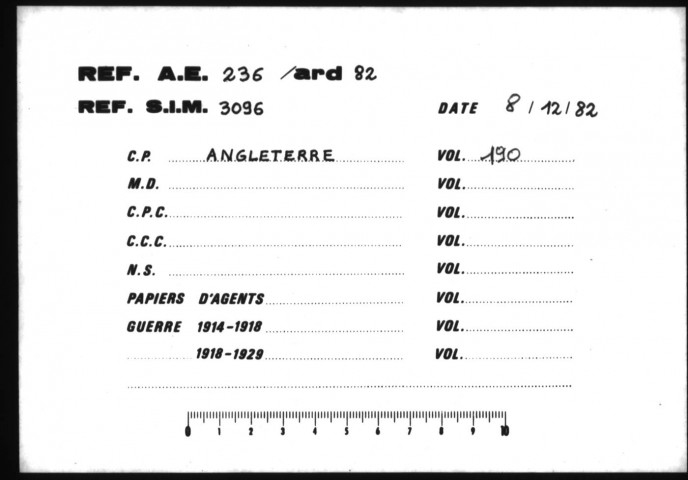 REF. A.E. 236 /ard 82
REF. S.I.M. 3096 DATE 8 / 12 / 82
C.P. ANGLETERRE VOL. 190
M.D. VOL.
C.P.C. VOL.
C.C.C. VOL.
N.S. VOL.
PAPIERS D'AGENTS VOL.
GUERRE 1914-1918 VOL.
1918-1929 VOL.
0 1 2 3 4 5 6 7 8 9 10